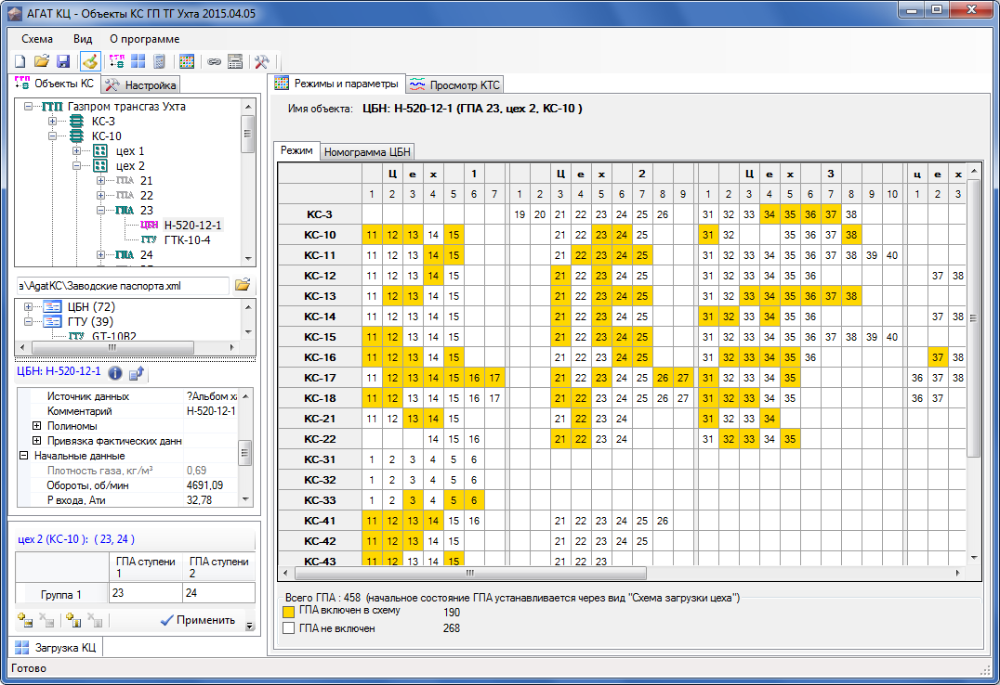 АГАТ КЦ - Объекты КС ГП ТГ Ухта 2015.04.05
Схема Вид О программе
Объекты КС Настройка
Газпром трансгаз Ухта
КС-3
КС-10
цех 1
цех 2
ГПА 21
ГПА 22
ГПА 23
ЦБН Н-520-12-1
ГТУ ГТК-10-4
ГПА 24
а\AgatKC\Заводские паспорта.xml
ЦБН (72)
ГТУ (39)
ГТУ GT-10B2
ЦБН: Н-520-12-1
Источник данных ?Альбом ха
Комментарий Н-520-12-1
Полиномы
Привязка фактических данн
Начальные данные
Плотность газа, кг/м³ 0,69
Обороты, об/мин 4691,09
Р входа, Ати 32,78
цех 2 (КС-10 ): ( 23, 24 )
ГПА ступени 1 ГПА ступени 2
Группа 1 23 24
Применить
Загрузка КЦ
Готово
Режимы и параметры Просмотр КТС
Имя объекта: ЦБН: Н-520-12-1 (ГПА 23, цех 2, КС-10 )
Режим Номограмма ЦБН
Ц е х 1 Ц е х 2 Ц е х 3 ц е х
1 2 3 4 5 6 7 1 2 3 4 5 6 7 8 9 1 2 3 4 5 6 7 8 9 10 1 2 3
КС-3 19 20 21 22 23 24 25 26 31 32 33 34 35 36 37 38
КС-10 11 12 13 14 15 21 22 23 24 25 31 32 35 36 37 38
КС-11 11 12 13 14 15 21 22 23 24 25 31 32 33 34 35 36 37 38 39 40
КС-12 11 12 13 14 15 21 22 23 24 25 31 32 33 34 35 36 37 38
КС-13 11 12 13 14 15 21 22 23 24 25 31 32 33 34 35 36 37 38
КС-14 11 12 13 14 15 21 22 23 24 25 31 32 33 34 35 36 37 38
КС-15 11 12 13 14 15 21 22 23 24 25 31 32 33 34 35 36 37 38 39 40
КС-16 11 12 13 14 15 21 22 23 24 25 31 32 33 34 35 36 37 38
КС-17 11 12 13 14 15 16 17 21 22 23 24 25 26 27 31 32 33 34 35 36 37 38
КС-18 11 12 13 14 15 16 17 21 22 23 24 25 26 27 31 32 33 34 35 36 37
КС-21 11 12 13 14 15 21 22 23 24 31 32 33 34
КС-22 14 15 16 21 22 23 24 31 32 33 34 35
КС-31 1 2 3 4 5 6
КС-32 1 2 3 4 5 6
КС-33 1 2 3 4 5 6
КС-41 11 12 13 14 15 16 21 22 23 24 25 26
КС-42 11 12 13 14 15 21 22 23 24 25
КС-43 11 12 13 14 15 21 22 23
Всего ГПА : 458 (начальное состояние ГПА устанавливается через вид "Схема загрузки цеха")
ГПА включен в схему 190
ГПА не включен 268